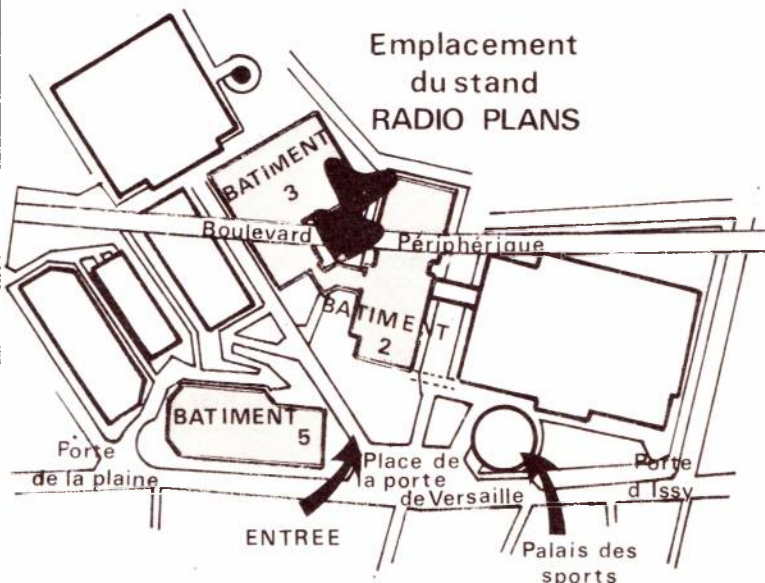 Emplacement
du stand
RADIO PLANS
BATiMENT
3
Boulevard
Périphérique
BATIMENT
2
BATIMENT
5
Porte
de la plaine
Place de
la porte
de Versaille
Porte
d Issy
ENTREE
Palais des
sports